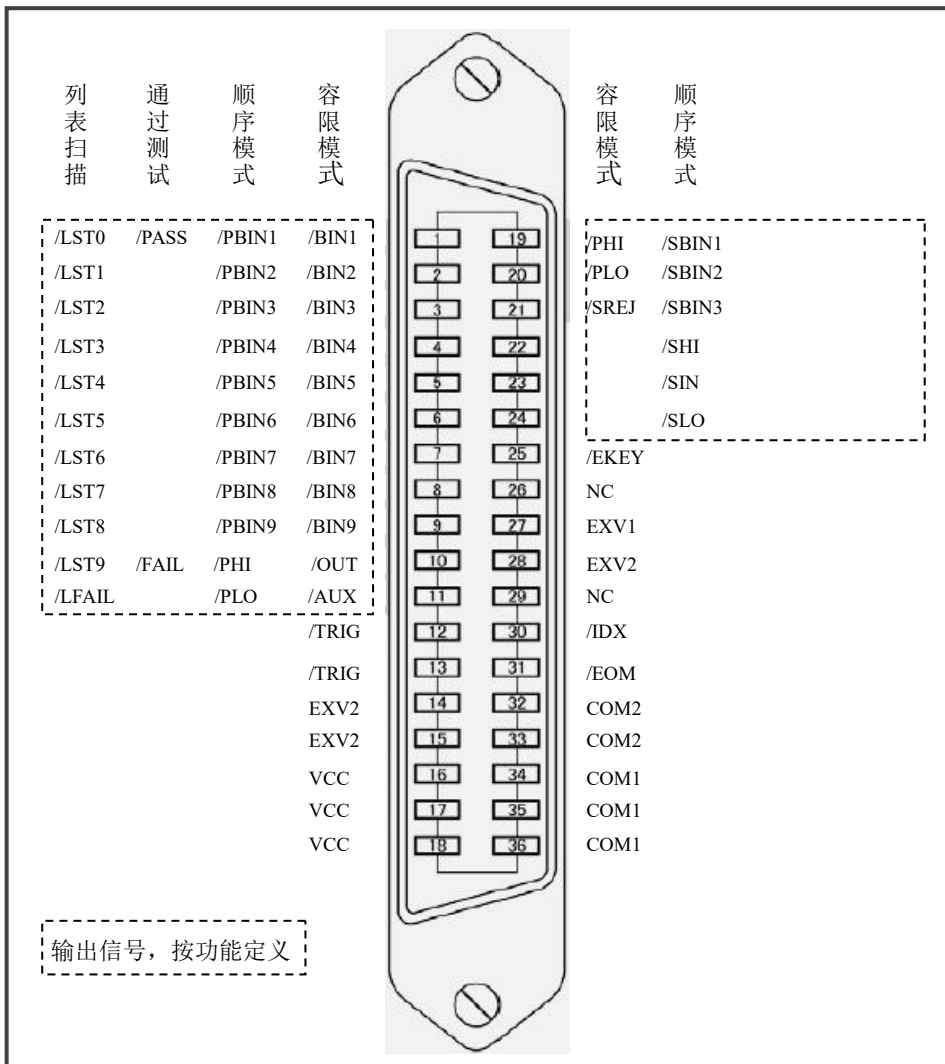 列表扫描 通过测试 顺序模式 容限模式 容限模式 顺序模式
/LST0 /PASS /PBIN1 /BIN1 1 19 /PHI /SBIN1
/LST1 /PBIN2 /BIN2 2 20 /PLO /SBIN2
/LST2 /PBIN3 /BIN3 3 21 /SREJ /SBIN3
/LST3 /PBIN4 /BIN4 4 22 /SHI
/LST4 /PBIN5 /BIN5 5 23 /SIN
/LST5 /PBIN6 /BIN6 6 24 /SLO
/LST6 /PBIN7 /BIN7 7 25 /EKEY
/LST7 /PBIN8 /BIN8 8 26 NC
/LST8 /PBIN9 /BIN9 9 27 EXV1
/LST9 /FAIL /PHI /OUT 10 28 EXV2
/LFAIL /PLO /AUX 11 29 NC
/TRIG 12 30 /IDX
/TRIG 13 31 /EOM
EXV2 14 32 COM2
EXV2 15 33 COM2
VCC 16 34 COM1
VCC 17 35 COM1
VCC 18 36 COM1
输出信号，按功能定义